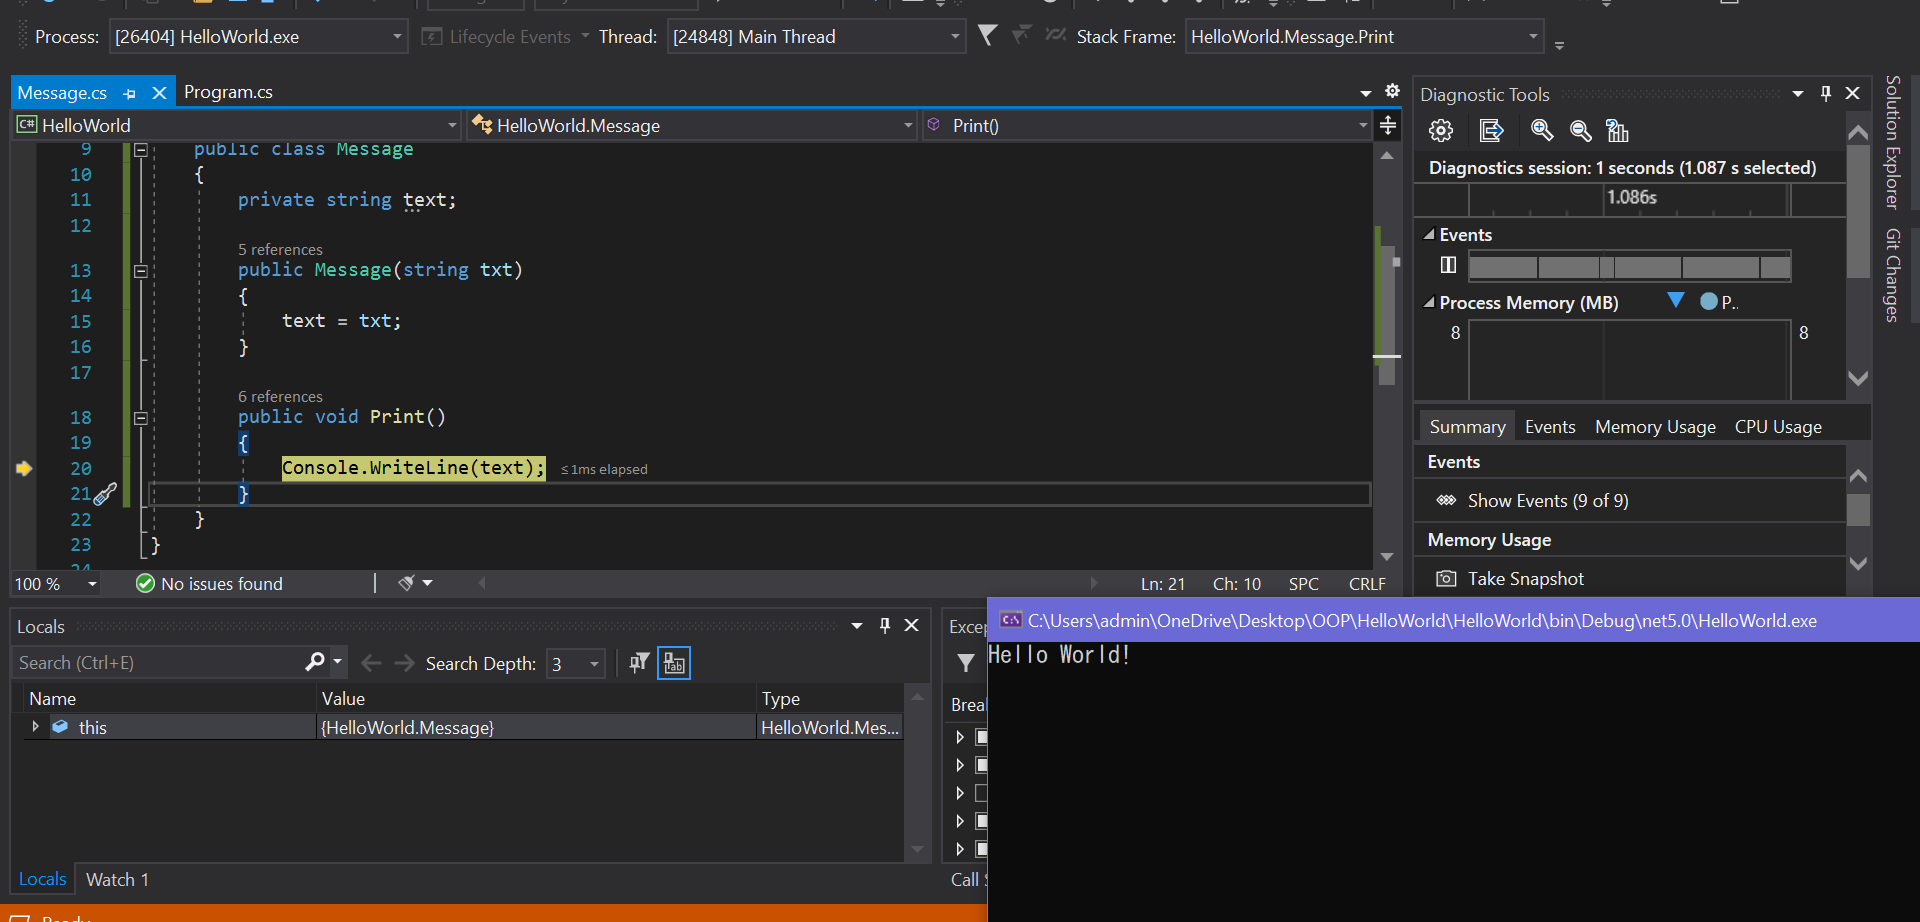 Process: [26404] HelloWorld.exe Lifecycle Events Thread: [24848] Main Thread Stack Frame: HelloWorld.Message.Print
Message.cs Program.cs
C# HelloWorld HelloWorld.Message Print()
9 public class Message
10 {
11 private string text;
12
5 references
13 public Message(string txt)
14 {
15 text = txt;
16 }
17
6 references
18 public void Print()
19 {
20 Console.WriteLine(text); ≤1ms elapsed
21 }
22 }
23 }
24
100 % No issues found Ln: 21 Ch: 10 SPC CRLF
Diagnostic Tools
Diagnostics session: 1 seconds (1.087 s selected)
1.086s
Events
Process Memory (MB) P..
8 8
Summary Events Memory Usage CPU Usage
Events
Show Events (9 of 9)
Memory Usage
Take Snapshot
Solution Explorer
Git Changes
Locals
Search (Ctrl+E) Search Depth: 3
Name Value Type
this {HelloWorld.Message} HelloWorld.Mes...
Locals Watch 1
Excep
Brea
Call S
C:\Users\admin\OneDrive\Desktop\OOP\HelloWorld\HelloWorld\bin\Debug\net5.0\HelloWorld.exe
Hello World!
Ready